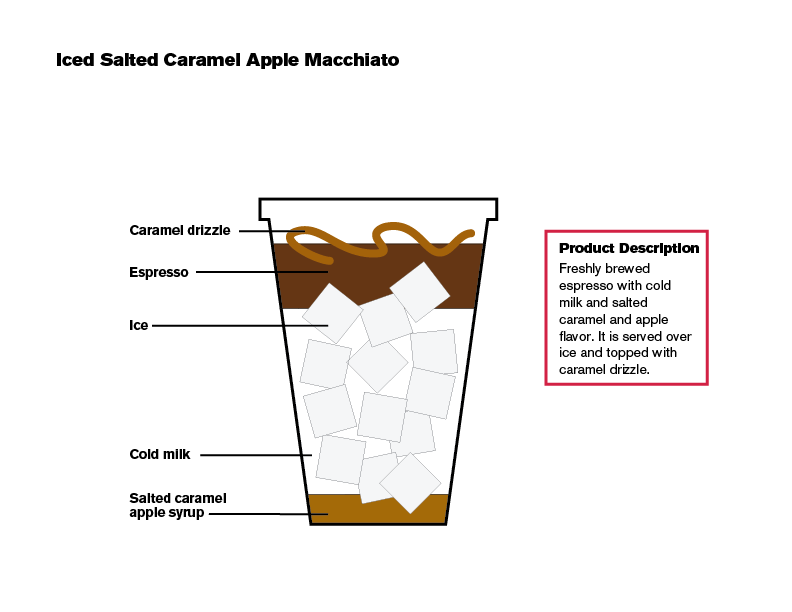 Iced Salted Caramel Apple Macchiato
Caramel drizzle
Espresso
Ice
Cold milk
Salted caramel
apple syrup
Product Description
Freshly brewed
espresso with cold
milk and salted
caramel and apple
flavor. It is served over
ice and topped with
caramel drizzle.